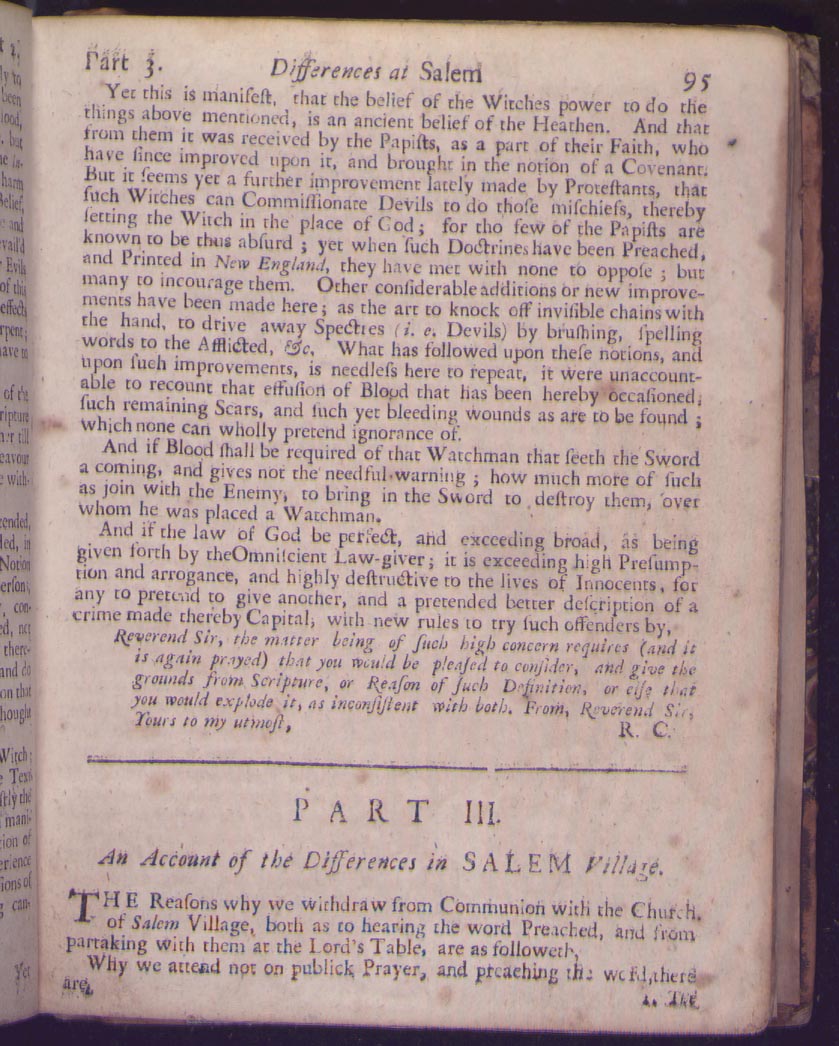 Part 3. Differences at Salem 95
Yet this is manifest, that the belief of the Witches power to do the
things above mentioned, is an ancient belief of the Heathen. And that
from them it was received by the Papists, as a part of their Faith, who
have ſince improved upon it, and brought in the notion of a Covenant.
But it ſeems yet a further improvement lately made by Proteſtants, that
ſuch Witches can Commiſſionate Devils to do thoſe miſchiefs, thereby
ſetting the Witch in the place of God; for tho few of the Papiſts are
known to be thus abſurd; yet when ſuch Doctrines have been Preached,
and Printed in New England, they have met with none to oppoſe; but
many to incourage them. Other conſiderable additions or new improve-
ments have been made here; as the art to knock off inviſible chains with
the hand, to drive away Spectres (i. e. Devils) by bruſhing, ſpelling
words to the Afflicted, &c. What has followed upon theſe notions, and
upon ſuch improvements, is needleſs here to repeat, it were unaccount-
able to recount that effuſion of Blood that has been hereby occaſioned,
ſuch remaining Scars, and ſuch yet bleeding wounds as are to be found;
which none can wholly pretend ignorance of.
And if Blood ſhall be required of that Watchman that ſeeth the Sword
a coming, and gives not the needful warning; how much more of ſuch
as join with the Enemy, to bring in the Sword to deſtroy them, over
whom he was placed a Watchman.
And if the law of God be perfect, and exceeding broad, as being
given forth by the Omniſcient Law-giver; it is exceeding high Preſump-
tion and arrogance, and highly deſtructive to the lives of Innocents, for
any to pretend to give another, and a pretended better deſcription of a
crime made thereby Capital, with new rules to try ſuch offenders by,
Reverend Sir, the matter being of ſuch high concern requires (and it
is again prayed) that you would be pleaſed to conſider, and give the
grounds from Scripture, or Reaſon of ſuch Definition, or elſe that
you would explode it, as inconſiſtent with both. From, Reverend Sir,
Yours to my utmoſt, R. C.
PART III.
An Account of the Differences in SALEM Village.
THE Reaſons why we withdraw from Communion with the Church
of Salem Village, both as to hearing the word Preached, and from
partaking with them at the Lord's Table, are as followeth,
Why we attend not on publick Prayer, and preaching the word, there
are,
1. The